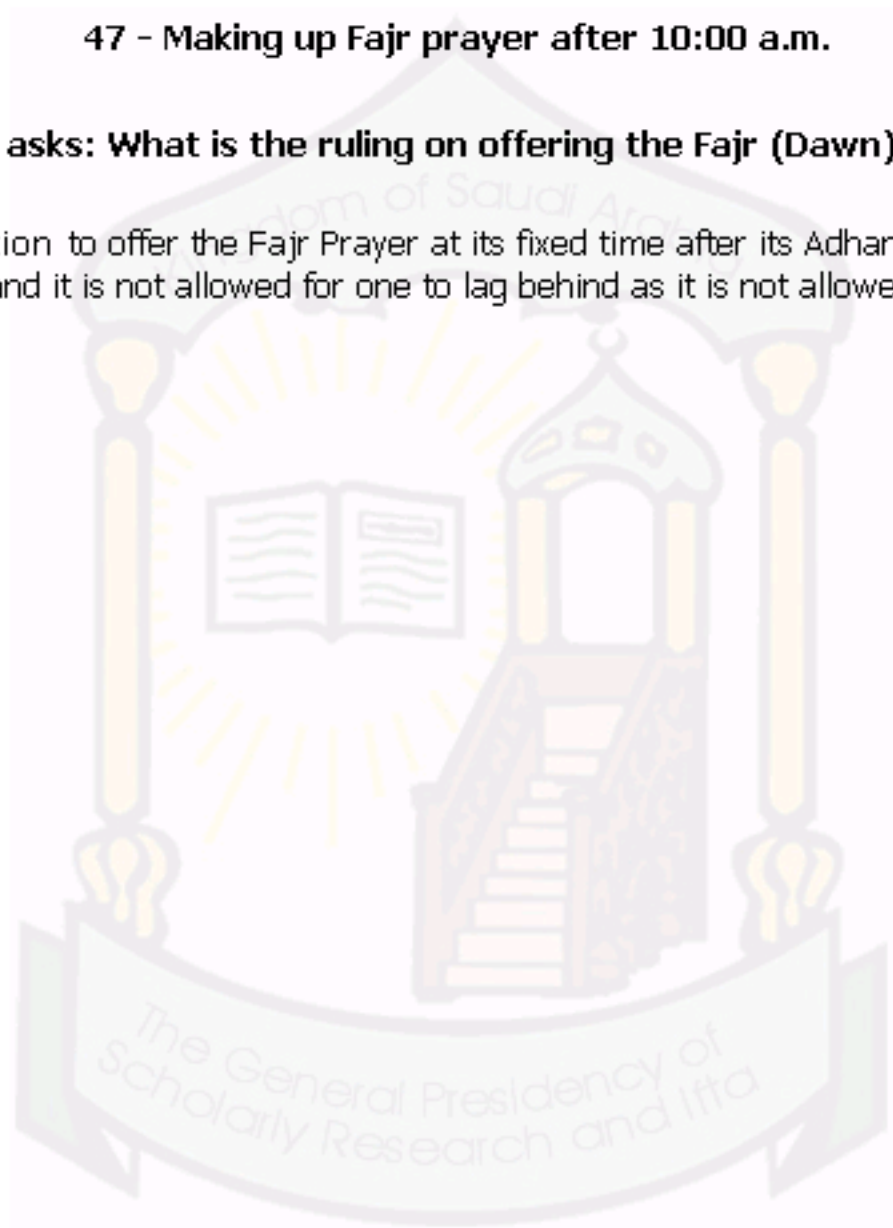 47 - Making up Fajr prayer after 10:00 a.m.
asks: What is the ruling on offering the Fajr (Dawn)
ion to offer the Fajr Prayer at its fixed time after its Adhan
nd it is not allowed for one to lag behind as it is not allowe
Kingdom of Saudi Arabia
The General Presidency of
Scholarly Research and Ifta